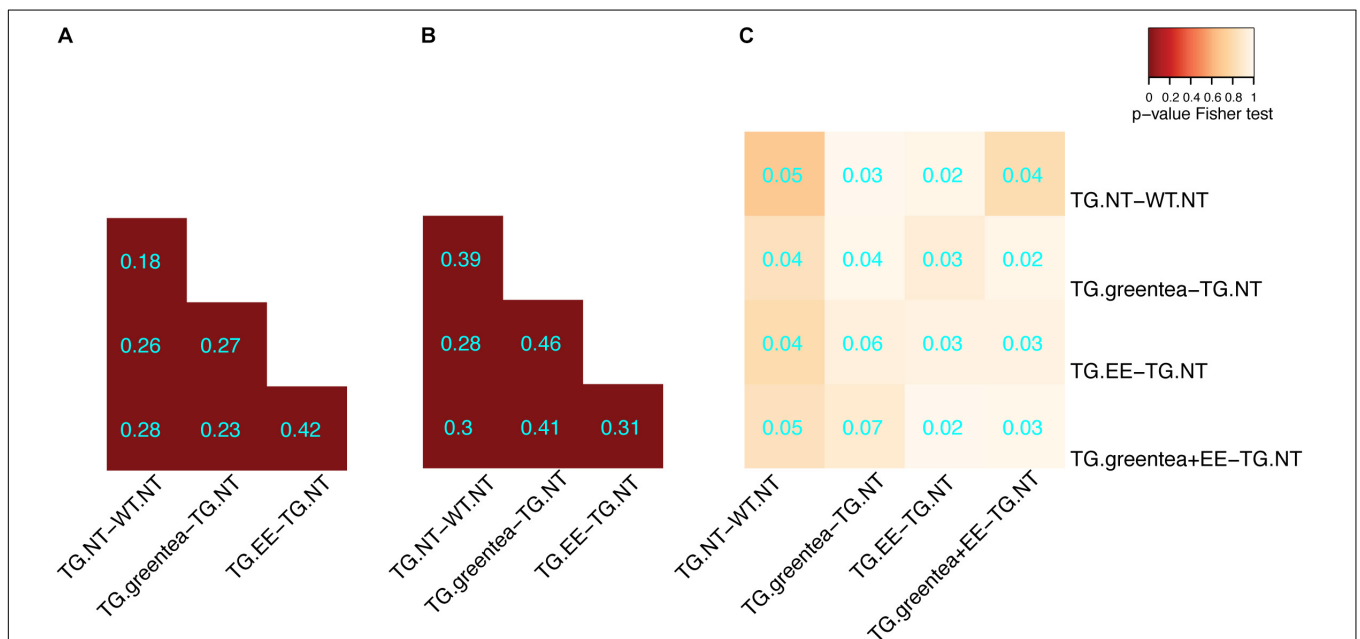 A
B
C
0 0.2 0.4 0.6 0.8 1
p-value Fisher test
0.18
0.26 0.27
0.28 0.23 0.42
TG.NT-WT.NT
TG.greentea-TG.NT
TG.EE-TG.NT
0.39
0.28 0.46
0.3 0.41 0.31
TG.NT-WT.NT
TG.greentea-TG.NT
TG.EE-TG.NT
0.05 0.03 0.02 0.04
TG.NT-WT.NT
0.04 0.04 0.03 0.02
TG.greentea-TG.NT
0.04 0.06 0.03 0.03
TG.EE-TG.NT
0.05 0.07 0.02 0.03
TG.greentea+EE-TG.NT
TG.NT-WT.NT
TG.greentea-TG.NT
TG.EE-TG.NT
TG.greentea+EE-TG.NT